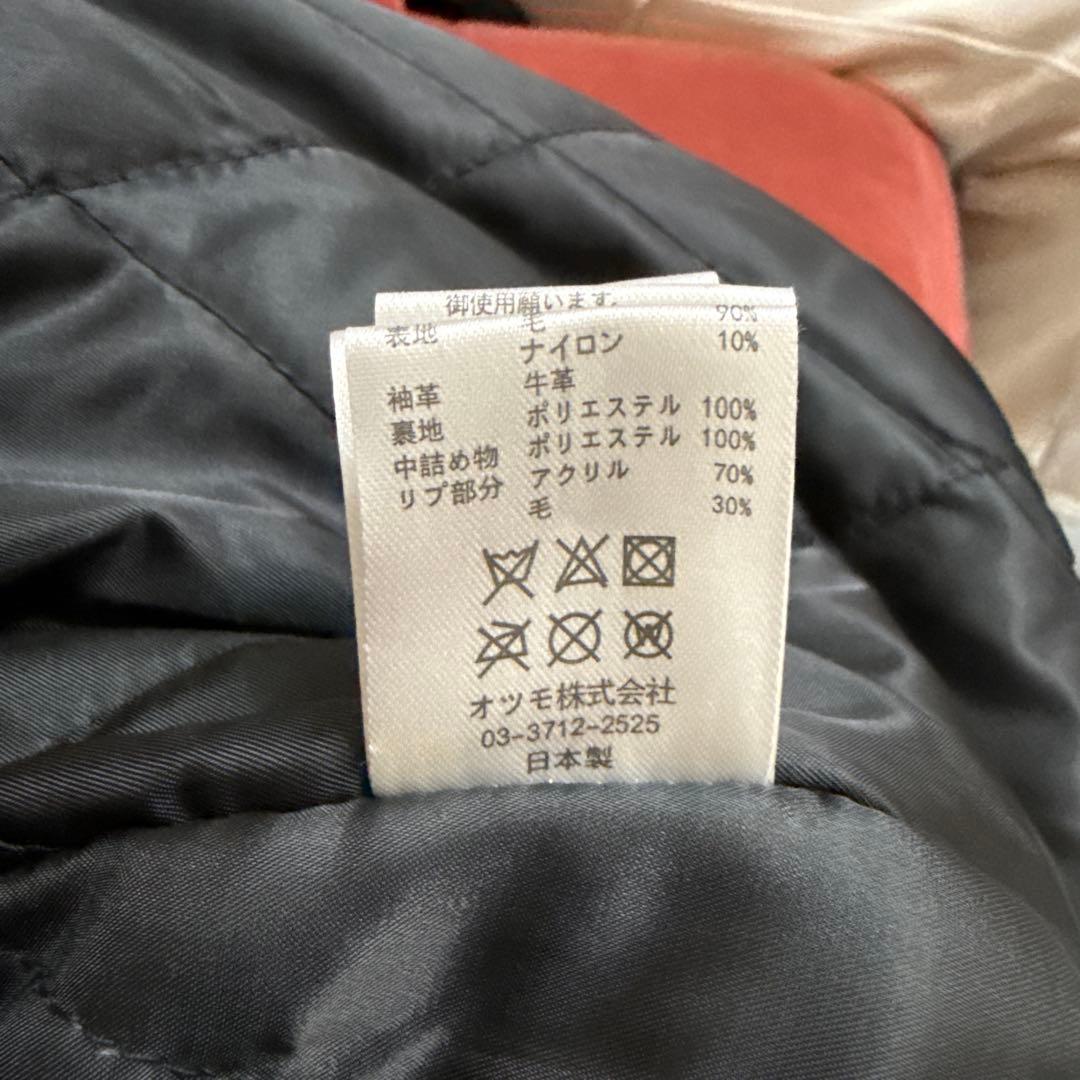 御使用願います。
表地 毛 90%
ナイロン 10%
袖革 牛革
裏地 ポリエステル 100%
中詰め物 ポリエステル 100%
リブ部分 アクリル 70%
毛 30%
W
オツモ株式会社
03-3712-2525
日本製